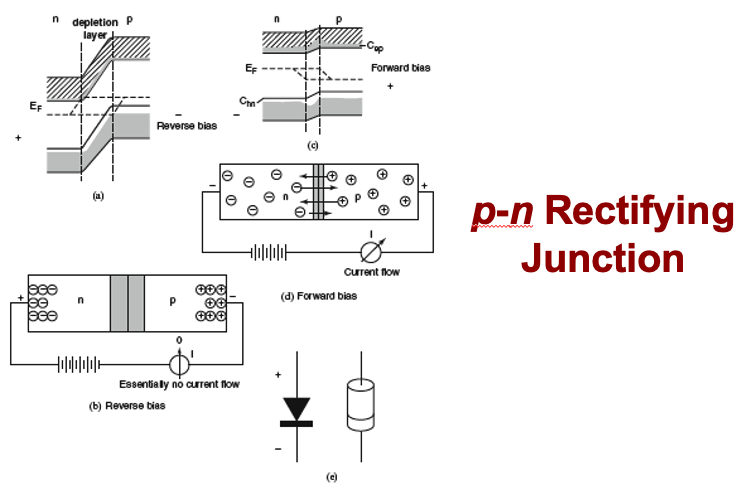 n depletion p
layer
E_F
+ − Reverse bias
(a)
n p
C_ep
E_F Forward bias
+
C_hn
−
(c)
− n p +
I
Current flow
(d) Forward bias
p-n Rectifying
Junction
+ n p −
0
I
Essentially no current flow
(b) Reverse bias
+
−
(e)